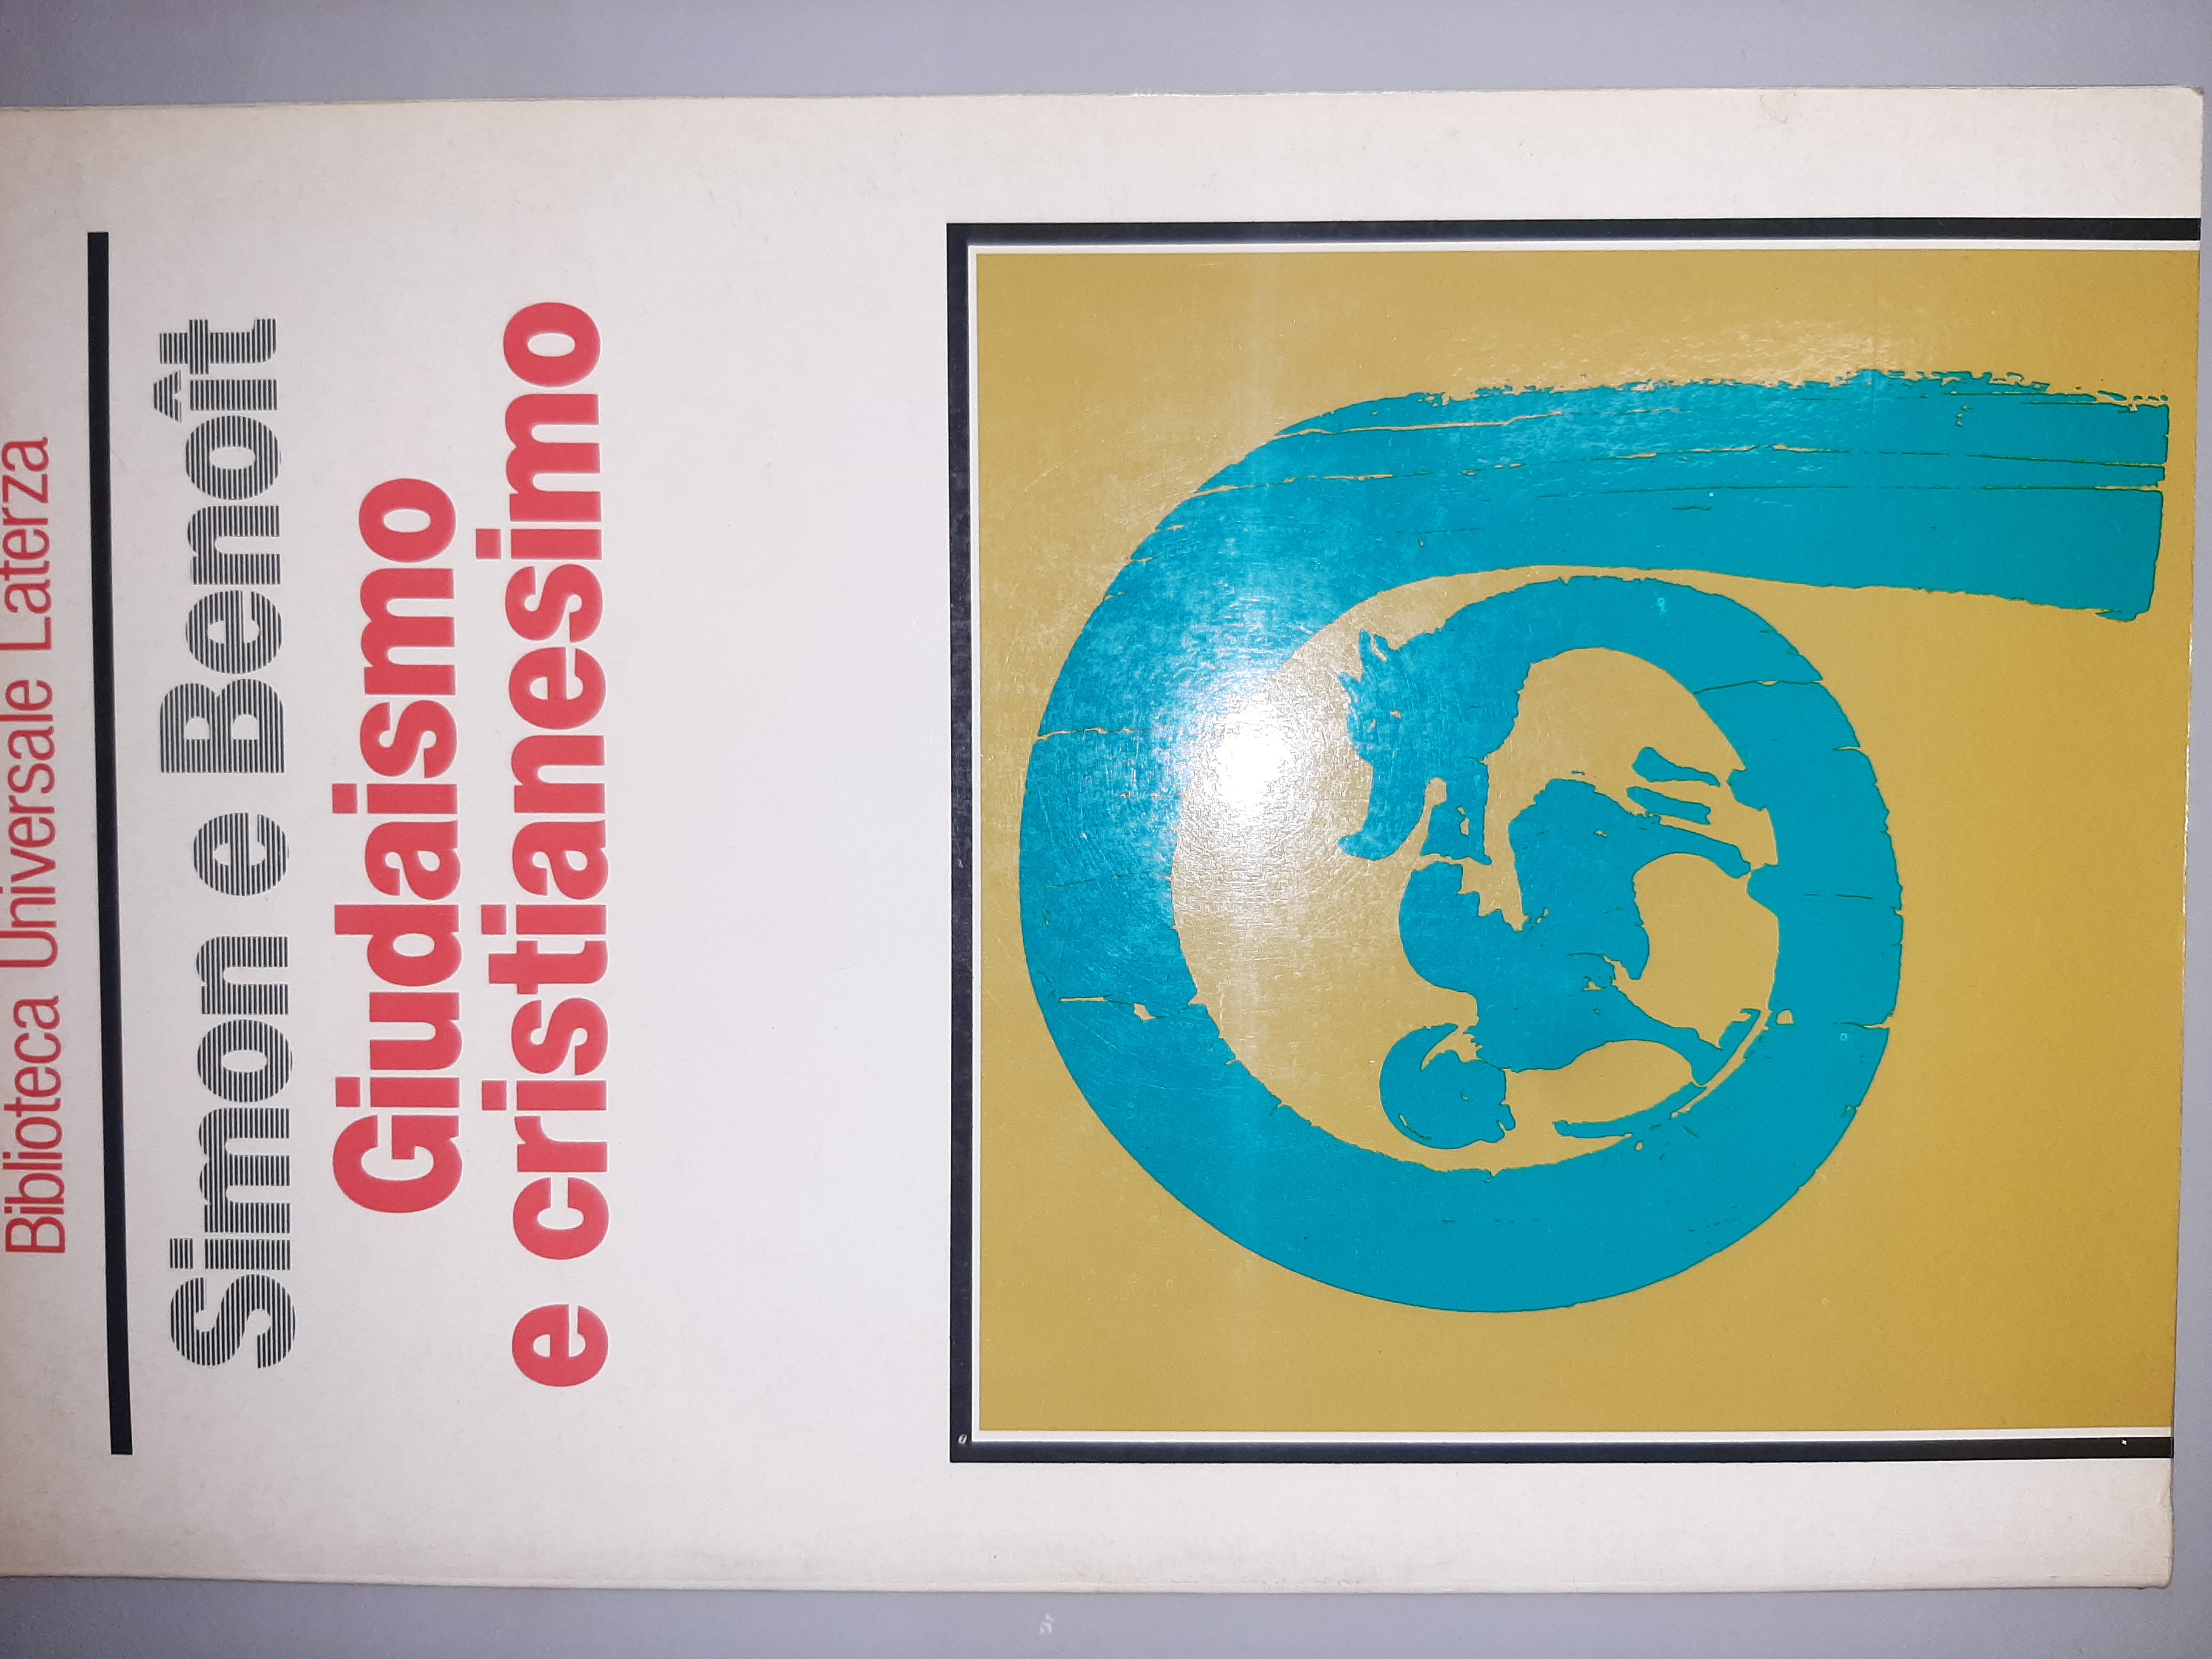 Biblioteca Universale Laterza
Simon e Benoît
Giudaismo
e cristianesimo